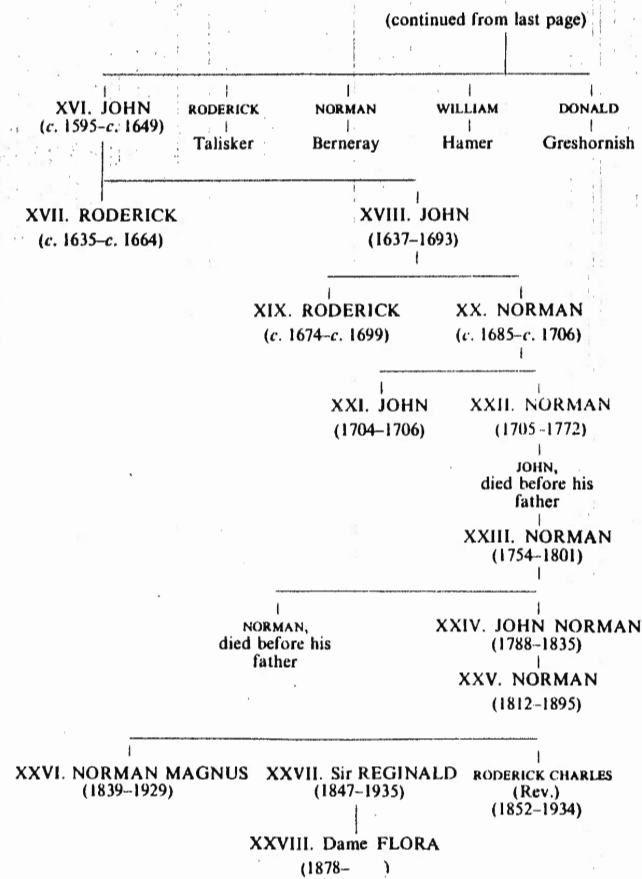 (continued from last page)
XVI. JOHN RODERICK NORMAN WILLIAM DONALD
(c. 1595–c. 1649) Talisker Berneray Hamer Greshornish
XVII. RODERICK XVIII. JOHN
(c. 1635–c. 1664) (1637–1693)
XIX. RODERICK XX. NORMAN
(c. 1674–c. 1699) (c. 1685–c. 1706)
XXI. JOHN XXII. NORMAN
(1704–1706) (1705-1772)
JOHN,
died before his
father
XXIII. NORMAN
(1754–1801)
NORMAN, XXIV. JOHN NORMAN
died before his (1788–1835)
father
XXV. NORMAN
(1812–1895)
XXVI. NORMAN MAGNUS XXVII. Sir REGINALD RODERICK CHARLES
(1839–1929) (1847–1935) (Rev.)
(1852–1934)
XXVIII. Dame FLORA
(1878– )